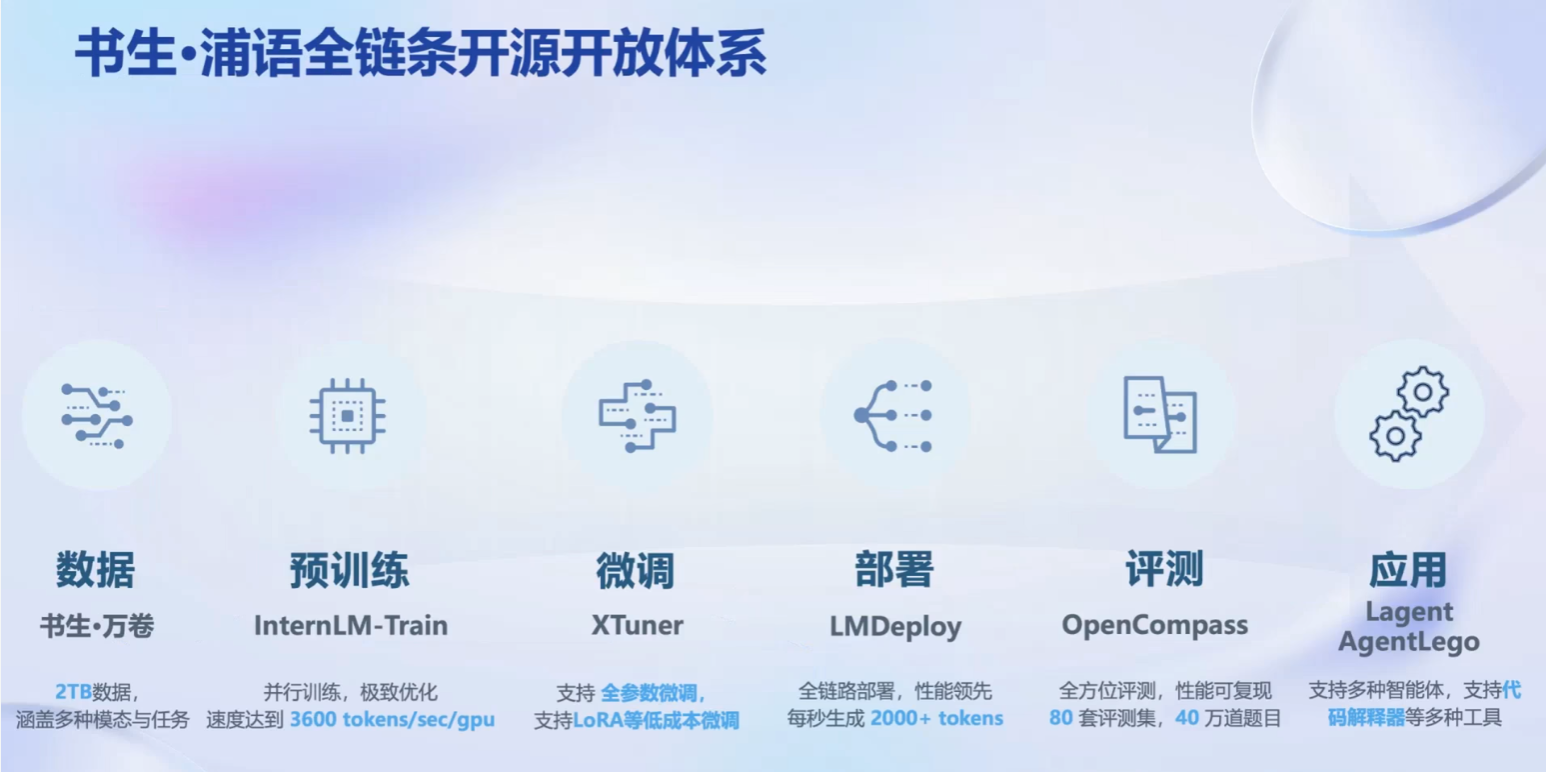 书生·浦语全链条开源开放体系
数据
书生·万卷
2TB数据，
涵盖多种模态与任务
预训练
InternLM-Train
并行训练，极致优化
速度达到 3600 tokens/sec/gpu
微调
XTuner
支持 全参数微调，
支持LoRA等低成本微调
部署
LMDeploy
全链路部署，性能领先
每秒生成 2000+ tokens
评测
OpenCompass
全方位评测，性能可复现
80 套评测集，40 万道题目
应用
Lagent
AgentLego
支持多种智能体，支持代
码解释器等多种工具